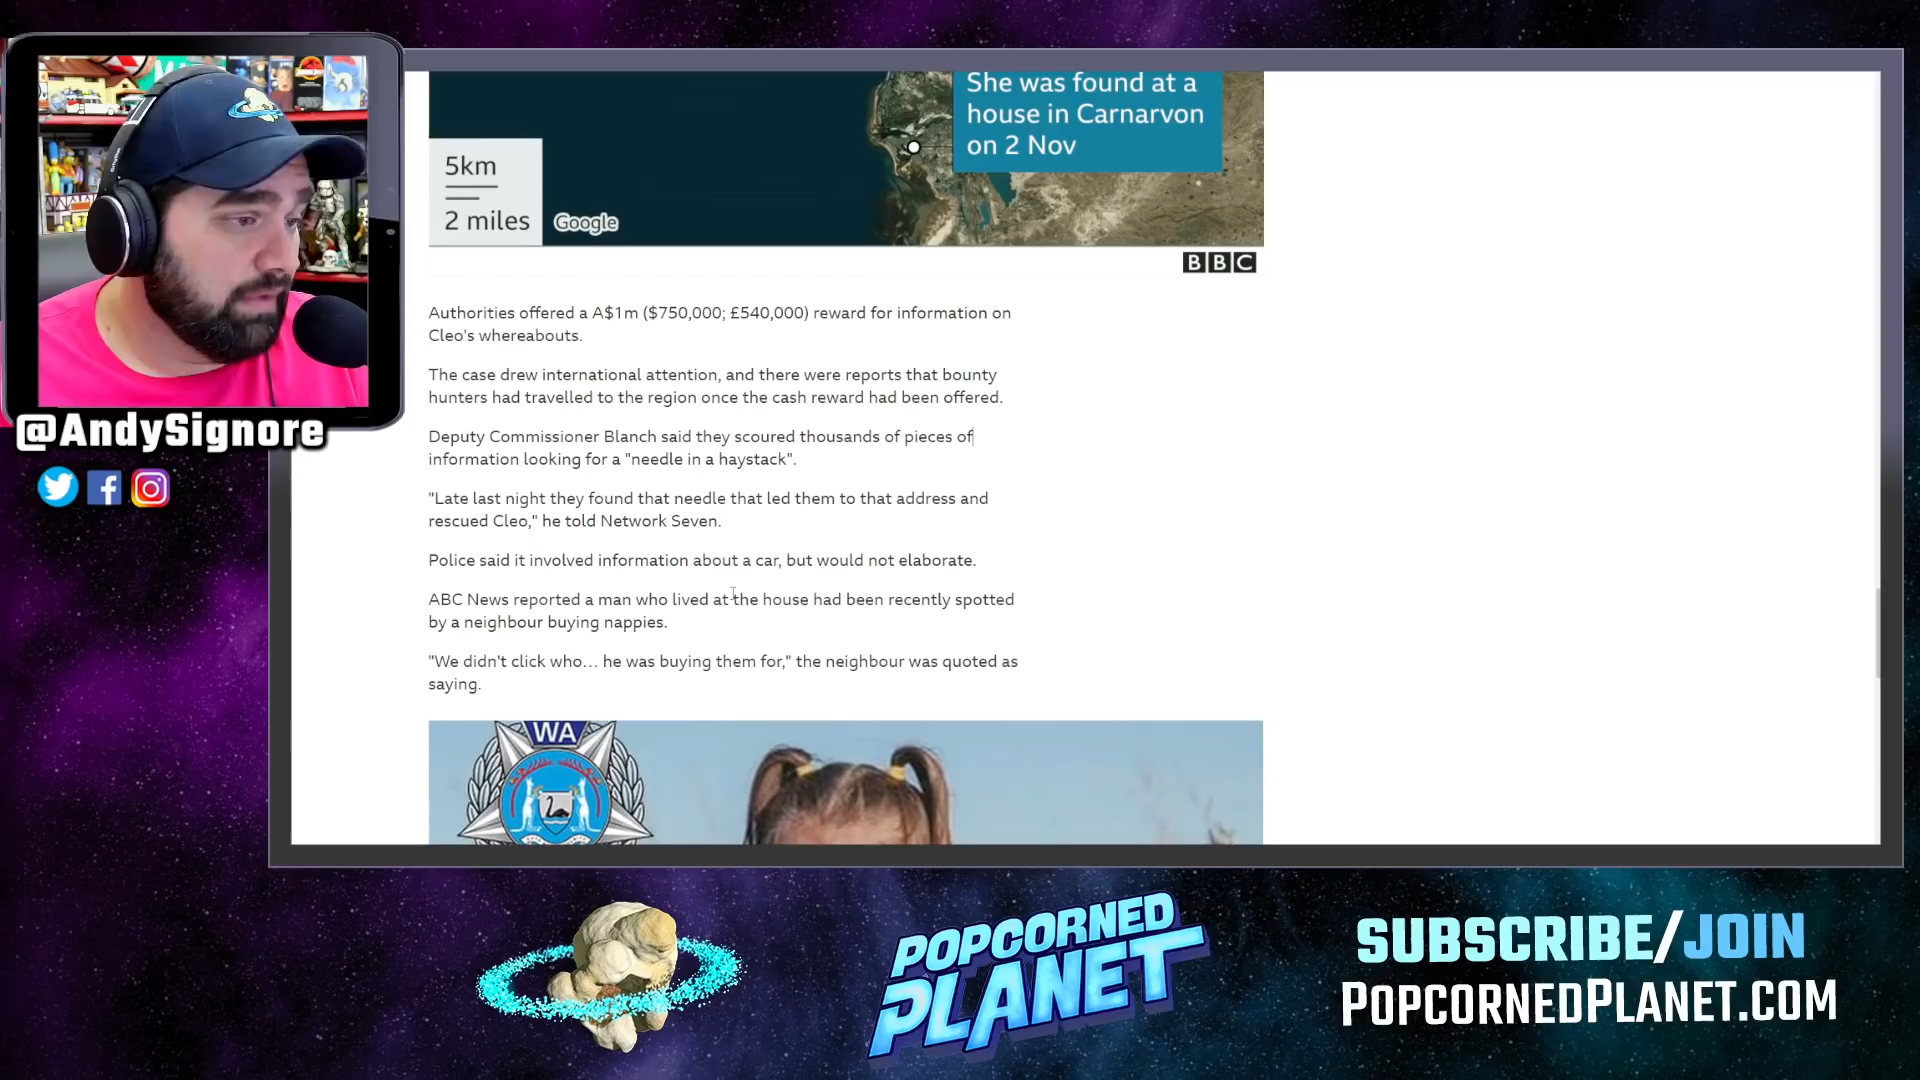 She was found at a
house in Carnarvon
on 2 Nov
5km
2 miles
Google
BBC
Authorities offered a A$1m ($750,000; £540,000) reward for information on
Cleo's whereabouts.
The case drew international attention, and there were reports that bounty
hunters had travelled to the region once the cash reward had been offered.
Deputy Commissioner Blanch said they scoured thousands of pieces of
information looking for a "needle in a haystack".
"Late last night they found that needle that led them to that address and
rescued Cleo," he told Network Seven.
Police said it involved information about a car, but would not elaborate.
ABC News reported a man who lived at the house had been recently spotted
by a neighbour buying nappies.
"We didn't click who... he was buying them for," the neighbour was quoted as
saying.
WA
@AndySignore
POPCORNED
PLANET
SUBSCRIBE/JOIN
POPCORNEDPLANET.COM